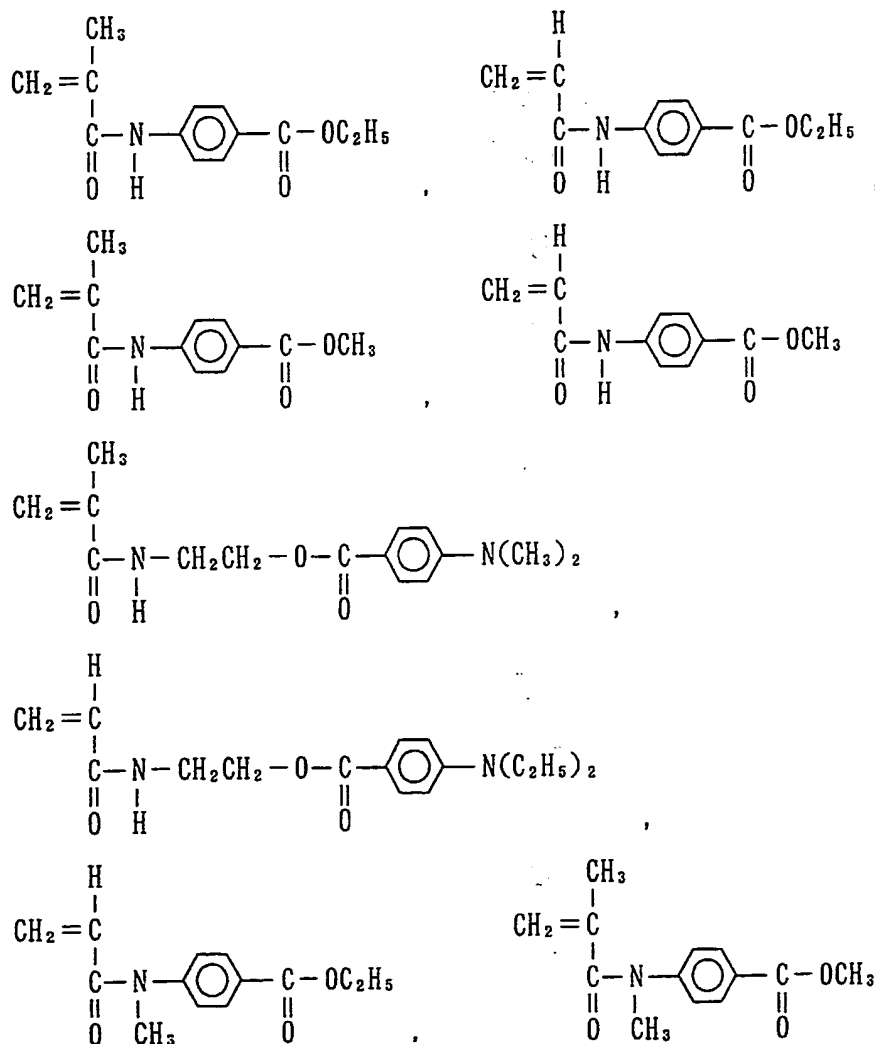 CH₃
CH₂=C
C–N– –C–OC₂H₅
O H O ,
H
CH₂=C
C–N– –C–OC₂H₅
O H O ,
CH₃
CH₂=C
C–N– –C–OCH₃
O H O ,
H
CH₂=C
C–N– –C–OCH₃
O H O
CH₃
CH₂=C
C–N–CH₂CH₂–O–C– –N(CH₃)₂
O H O ,
H
CH₂=C
C–N–CH₂CH₂–O–C– –N(C₂H₅)₂
O H O ,
H
CH₂=C
C–N– –C–OC₂H₅
O CH₃ O ,
CH₃
CH₂=C
C–N– –C–OCH₃
O CH₃ O